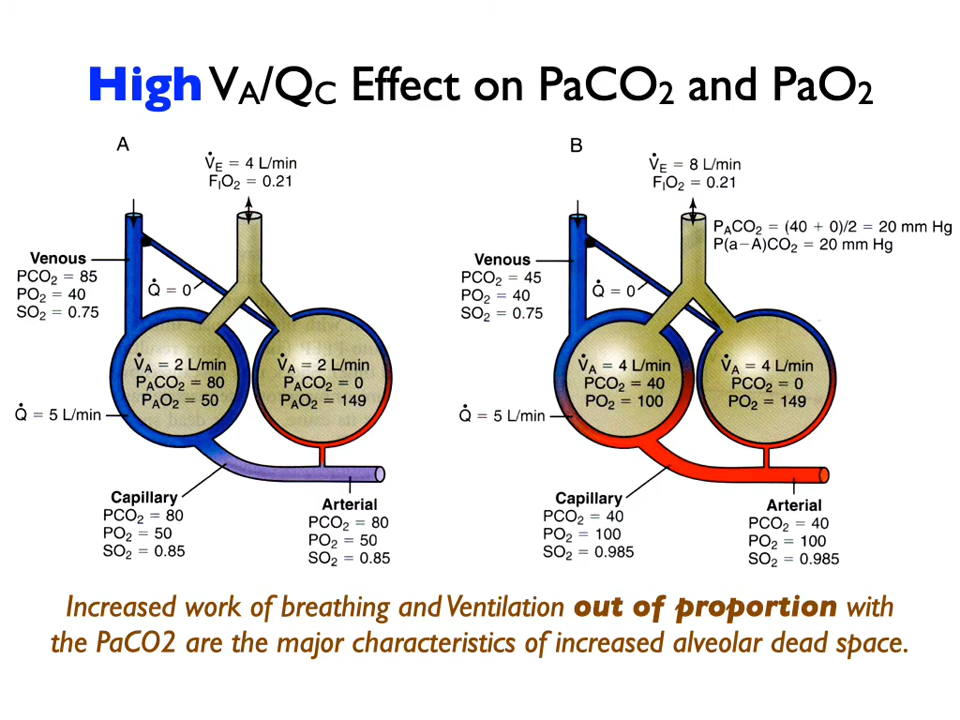 High VA/QC Effect on PaCO2 and PaO2
A
V̇E = 4 L/min
FIO2 = 0.21
Venous
PCO2 = 85
PO2 = 40
SO2 = 0.75
Q̇ = 0
V̇A = 2 L/min
PACO2 = 80
PAO2 = 50
V̇A = 2 L/min
PACO2 = 0
PAO2 = 149
Q̇ = 5 L/min
Capillary
PCO2 = 80
PO2 = 50
SO2 = 0.85
Arterial
PCO2 = 80
PO2 = 50
SO2 = 0.85
B
V̇E = 8 L/min
FIO2 = 0.21
PACO2 = (40 + 0)/2 = 20 mm Hg
P(a–A)CO2 = 20 mm Hg
Venous
PCO2 = 45
PO2 = 40
SO2 = 0.75
Q̇ = 0
V̇A = 4 L/min
PCO2 = 40
PO2 = 100
V̇A = 4 L/min
PCO2 = 0
PO2 = 149
Q̇ = 5 L/min
Capillary
PCO2 = 40
PO2 = 100
SO2 = 0.985
Arterial
PCO2 = 40
PO2 = 100
SO2 = 0.985
Increased work of breathing and Ventilation out of proportion with
the PaCO2 are the major characteristics of increased alveolar dead space.